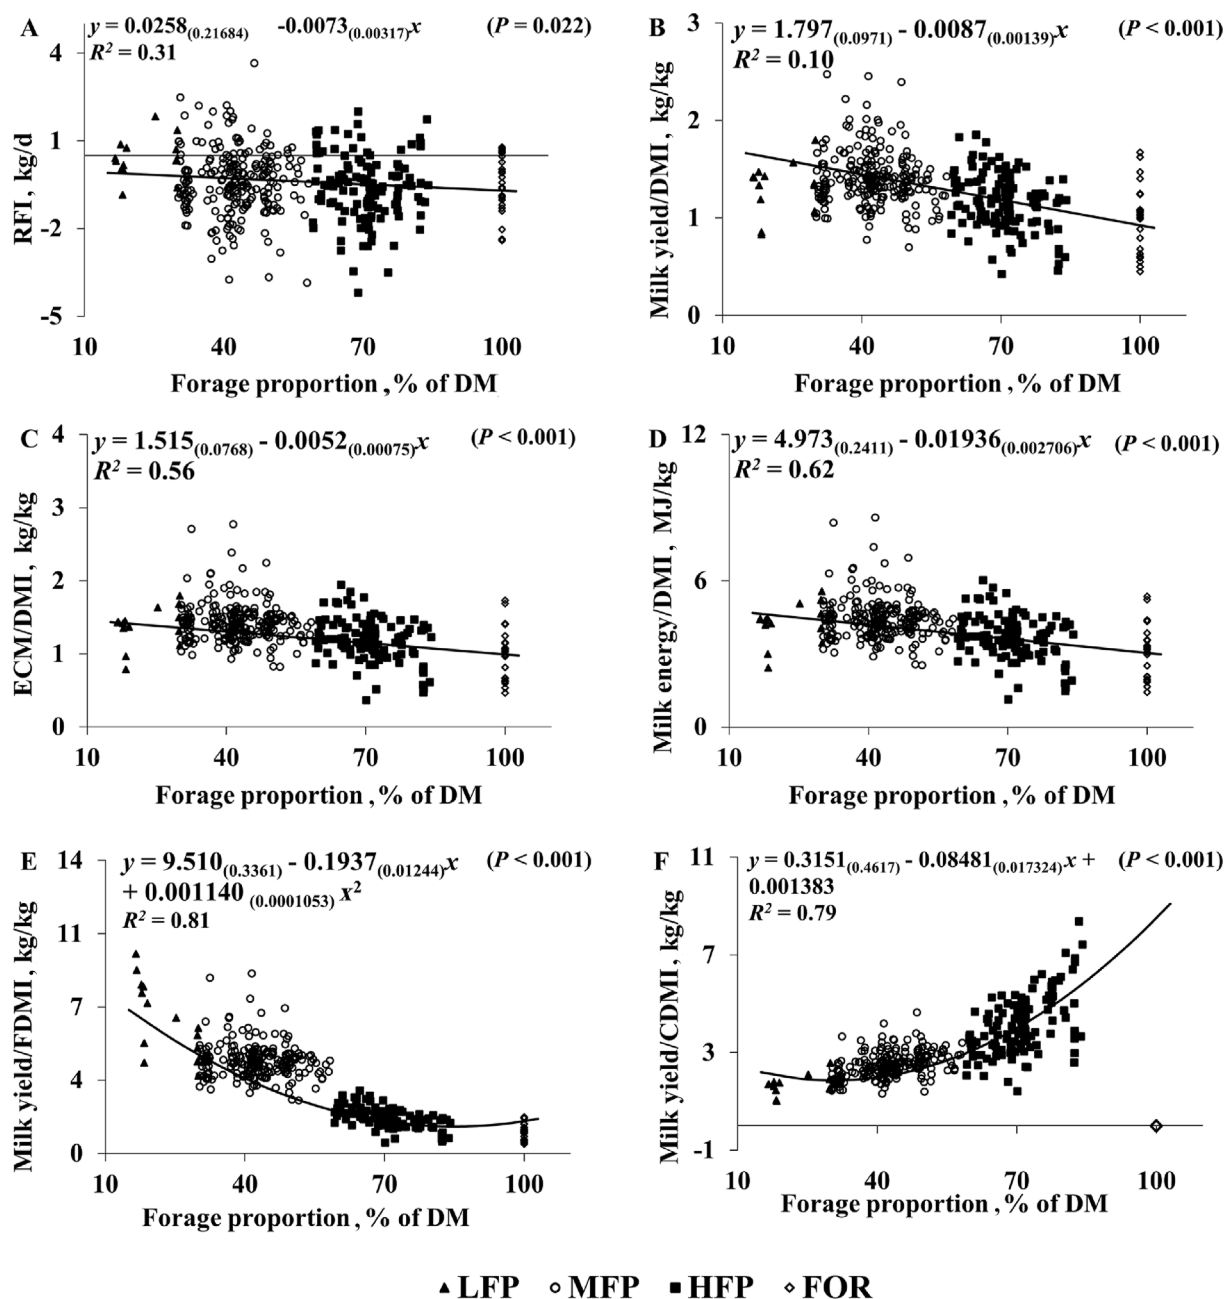 A
y = 0.0258(0.21684) -0.0073(0.00317)x (P = 0.022)
R² = 0.31
4
1
-2
-5
RFI, kg/d
10 40 70 100
Forage proportion , % of DM
B
y = 1.797(0.0971) - 0.0087(0.00139)x (P < 0.001)
R² = 0.10
3
2
1
0
Milk yield/DMI, kg/kg
10 40 70 100
Forage proportion , % of DM
C
y = 1.515(0.0768) - 0.0052(0.00075)x (P < 0.001)
R² = 0.56
4
3
2
1
0
ECM/DMI, kg/kg
10 40 70 100
Forage proportion , % of DM
D
y = 4.973(0.2411) - 0.01936(0.002706)x (P < 0.001)
R² = 0.62
12
6
0
Milk energy/DMI, MJ/kg
10 40 70 100
Forage proportion , % of DM
E
y = 9.510(0.3361) - 0.1937(0.01244)x (P < 0.001)
+ 0.001140 (0.0001053) x²
R² = 0.81
14
11
7
4
0
Milk yield/FDMI, kg/kg
10 40 70 100
Forage proportion , % of DM
F
y = 0.3151(0.4617) - 0.08481(0.017324)x + (P < 0.001)
0.001383
R² = 0.79
11
7
3
-1
Milk yield/CDMI, kg/kg
10 40 70 100
Forage proportion , % of DM
LFP MFP HFP FOR